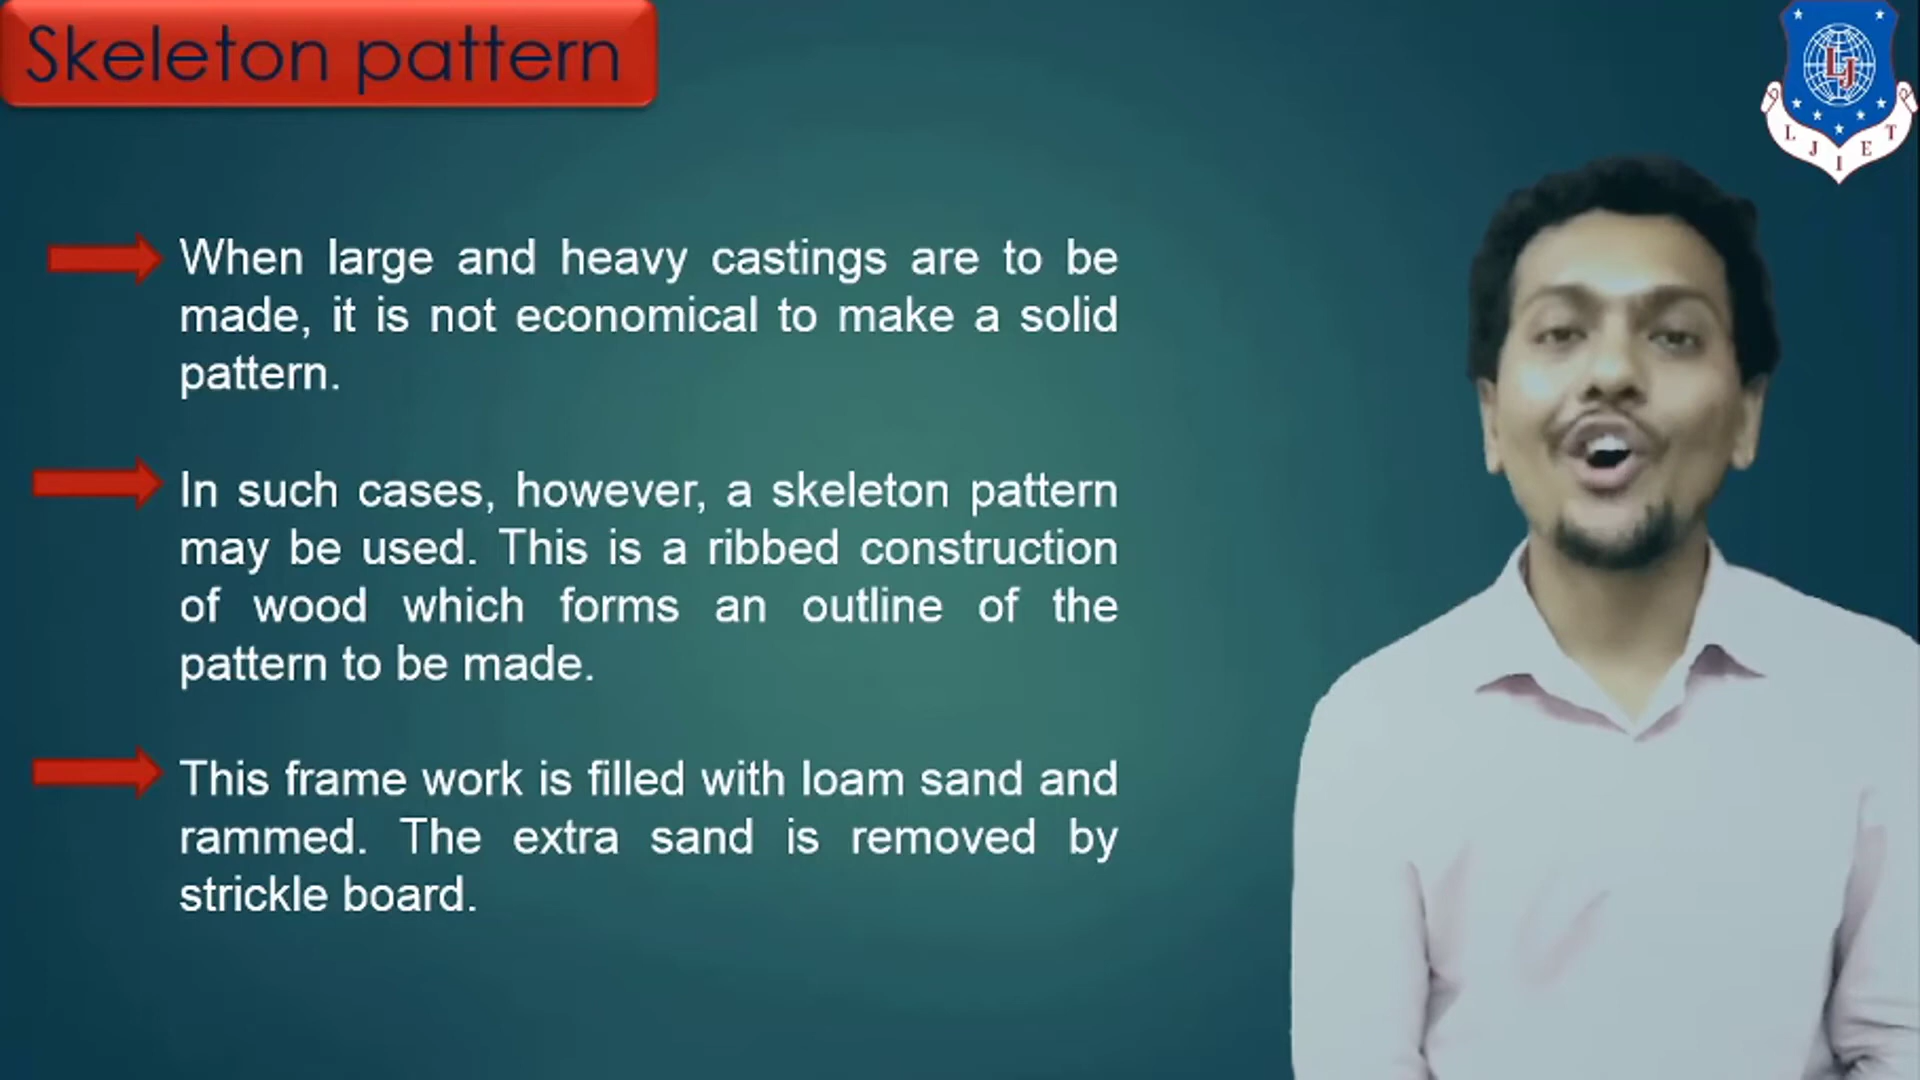 Skeleton pattern
When large and heavy castings are to be
made, it is not economical to make a solid
pattern.
In such cases, however, a skeleton pattern
may be used. This is a ribbed construction
of wood which forms an outline of the
pattern to be made.
This frame work is filled with loam sand and
rammed. The extra sand is removed by
strickle board.
LJ
L J I E T